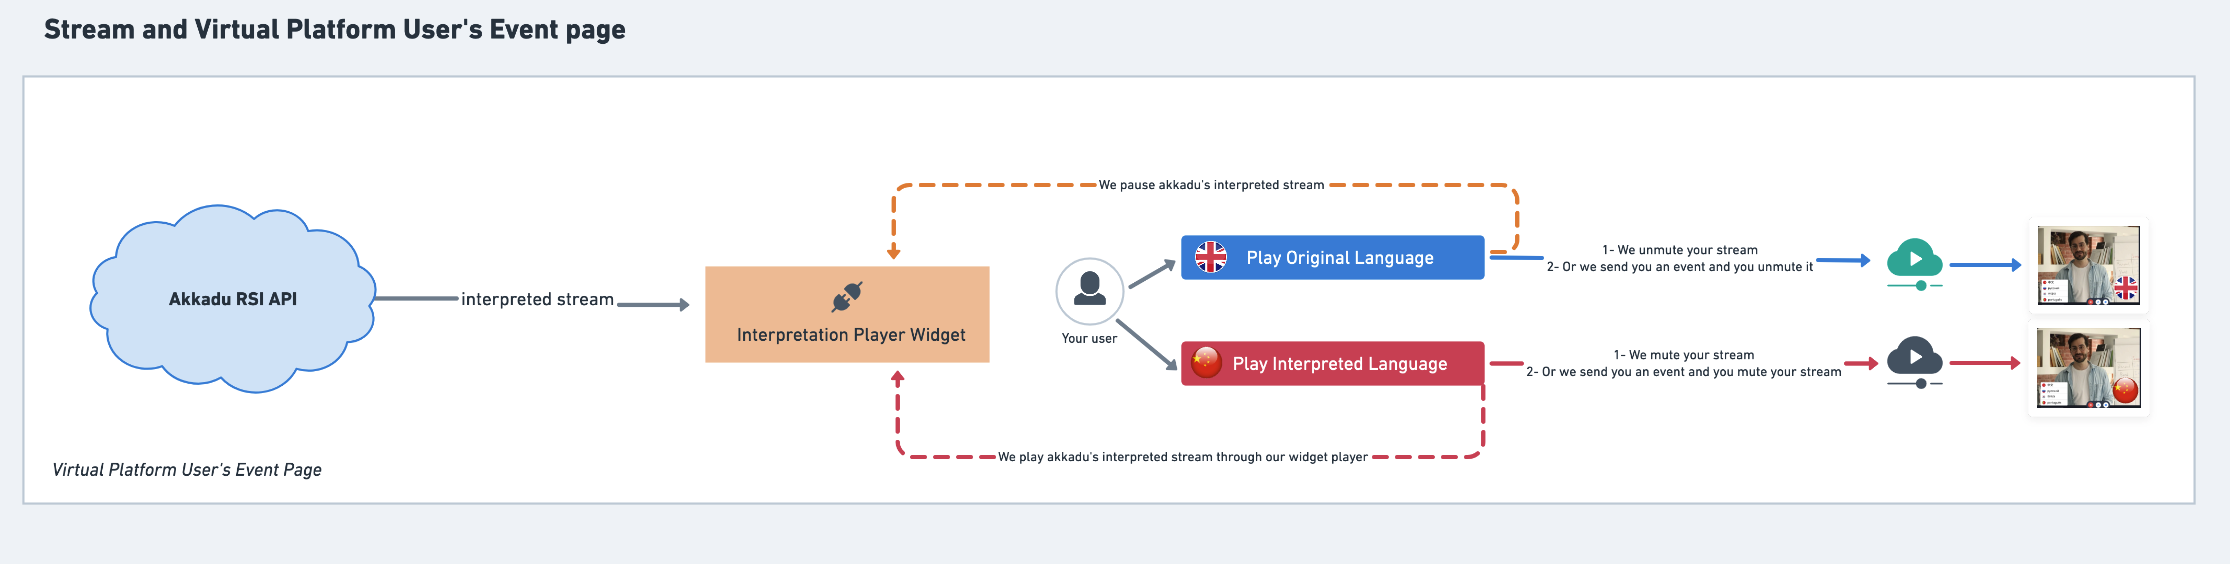 Stream and Virtual Platform User's Event page
We pause akkadu's interpreted stream
Play Original Language
1- We unmute your stream
2- Or we send you an event and you unmute it
Akkadu RSI API
interpreted stream
Interpretation Player Widget
Your user
Play Interpreted Language
1- We mute your stream
2- Or we send you an event and you mute your stream
We play akkadu's interpreted stream through our widget player
Virtual Platform User's Event Page